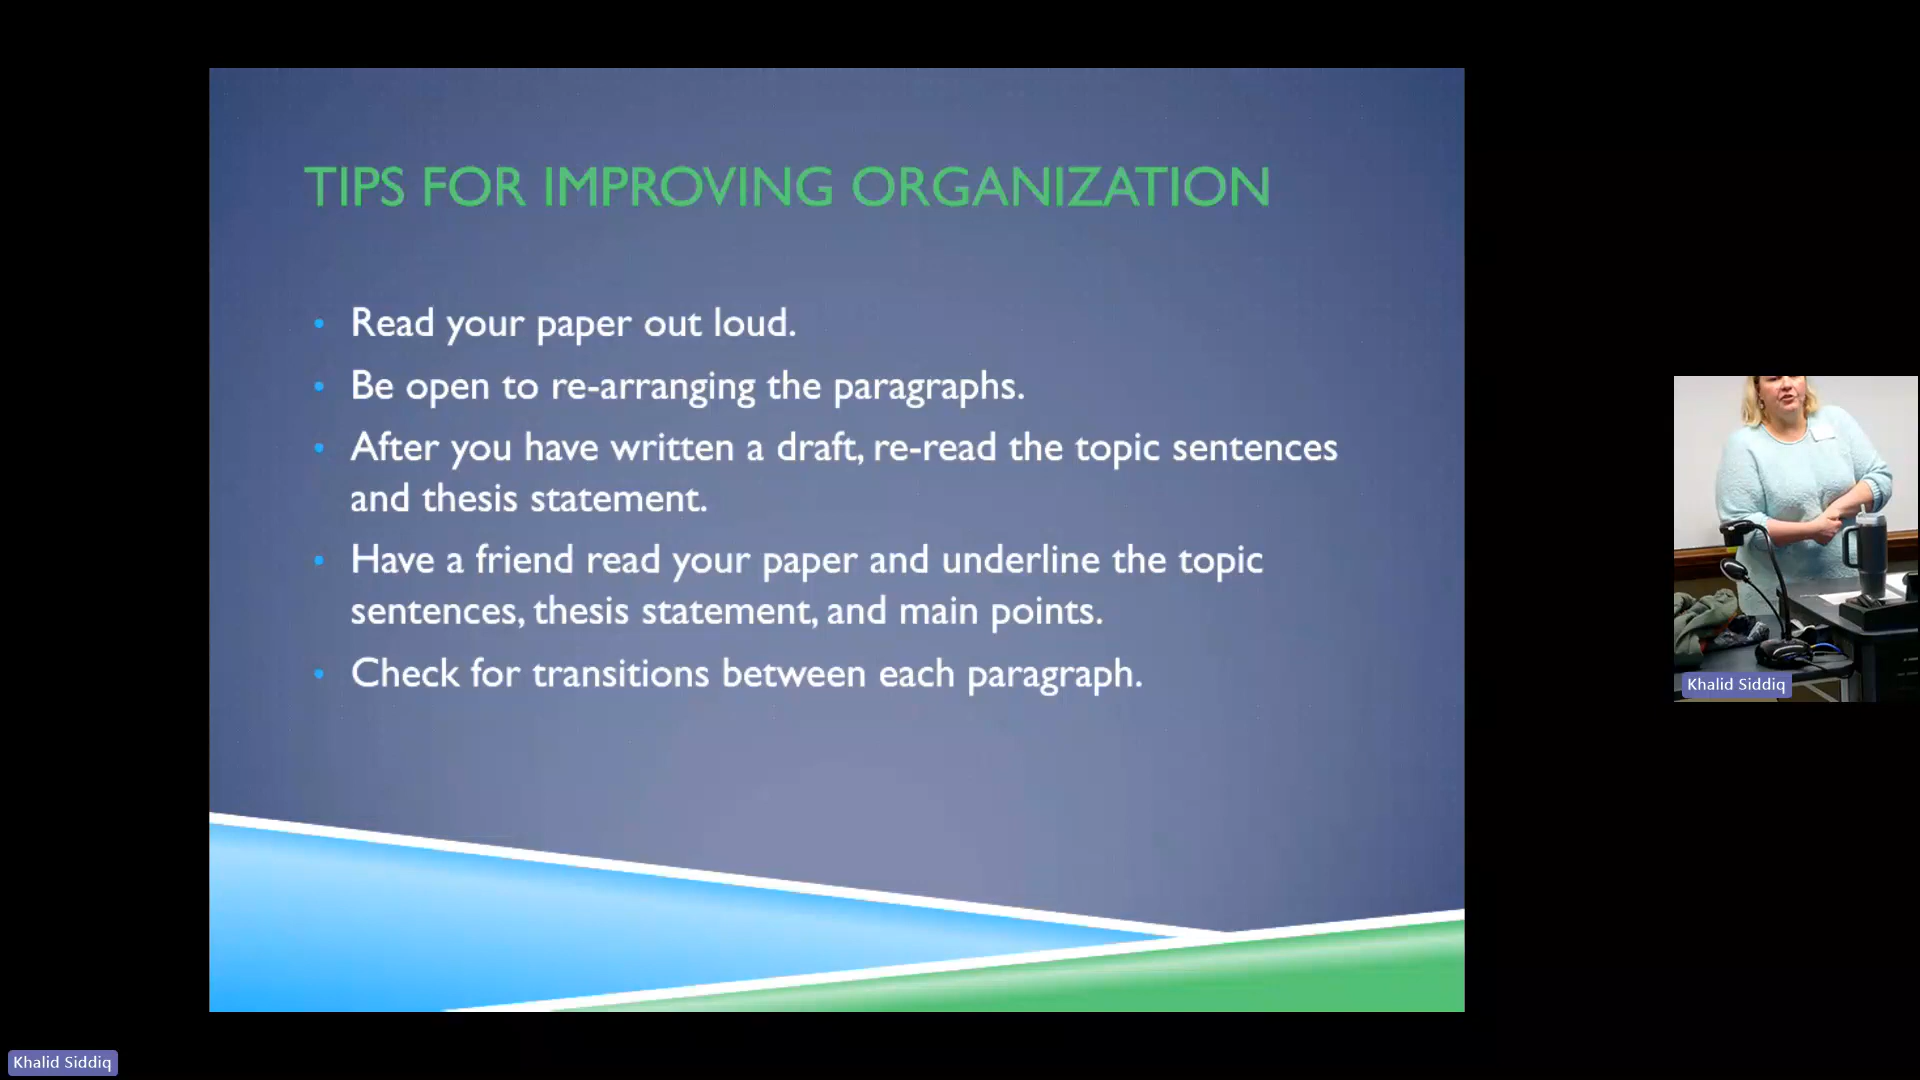 TIPS FOR IMPROVING ORGANIZATION
• Read your paper out loud.
• Be open to re-arranging the paragraphs.
• After you have written a draft, re-read the topic sentences
and thesis statement.
• Have a friend read your paper and underline the topic
sentences, thesis statement, and main points.
• Check for transitions between each paragraph.
Khalid Siddiq
Khalid Siddiq